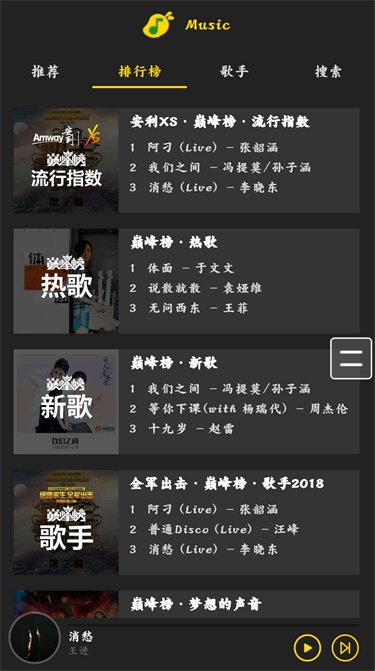 Music
推荐 排行榜 歌手 搜索
Amway安利 XS
巅峰榜
流行指数
安利XS·巅峰榜·流行指数
1 阿刁 (Live) - 张韶涵
2 我们之间 - 冯提莫/孙子涵
3 消愁 (Live) - 李晓东
巅峰榜
热歌
巅峰榜·热歌
1 体面 - 于文文
2 说散就散 - 袁娅维
3 无问西东 - 王菲
巅峰榜
新歌
我们之间
巅峰榜·新歌
1 我们之间 - 冯提莫/孙子涵
2 等你下课(with 杨瑞代) - 周杰伦
3 十九岁 - 赵雷
巅峰榜
歌手
全军出击·巅峰榜·歌手2018
1 阿刁 (Live) - 张韶涵
2 普通Disco (Live) - 汪峰
3 消愁 (Live) - 李晓东
巅峰榜·梦想的声音
消愁
王进